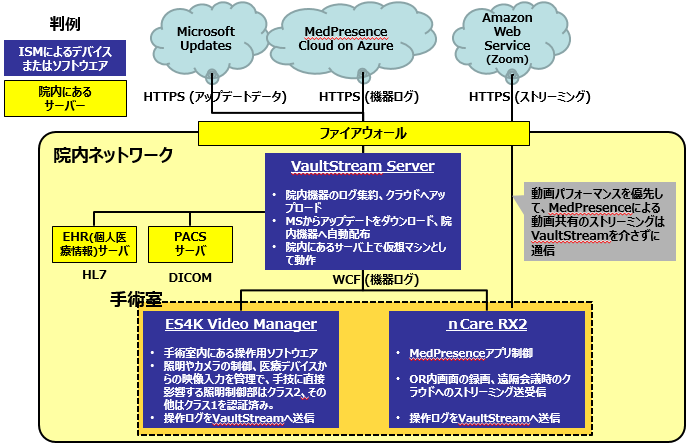 判例
ISMによるデバイス
またはソフトウエア
院内にある
サーバー
Microsoft
Updates
MedPresence
Cloud on Azure
Amazon
Web
Service
(Zoom)
HTTPS (アップデートデータ)
HTTPS (機器ログ)
HTTPS (ストリーミング)
ファイアウォール
院内ネットワーク
VaultStream Server
• 院内機器のログ集約、クラウドへアッ
プロード
• MSからアップデートをダウンロード、院
内機器へ自動配布
• 院内にあるサーバ上で仮想マシンとし
て動作
動画パフォーマンスを優先し
て、MedPresenceによる
動画共有のストリーミングは
VaultStreamを介さずに
通信
EHR(個人医
療情報)サーバ
PACS
サーバ
HL7
DICOM
WCF (機器ログ)
手術室
ES4K Video Manager
• 手術室内にある操作用ソフトウエア
• 照明やカメラの制御、医療デバイスか
らの映像入力を管理で、手技に直接
影響する照明制御部はクラス2、その
他はクラス1を認証済み。
• 操作ログをVaultStreamへ送信
nCare RX2
• MedPresenceアプリ制御
• OR内画面の録画、遠隔会議時のク
ラウドへのストリーミング送受信
• 操作ログをVaultStreamへ送信